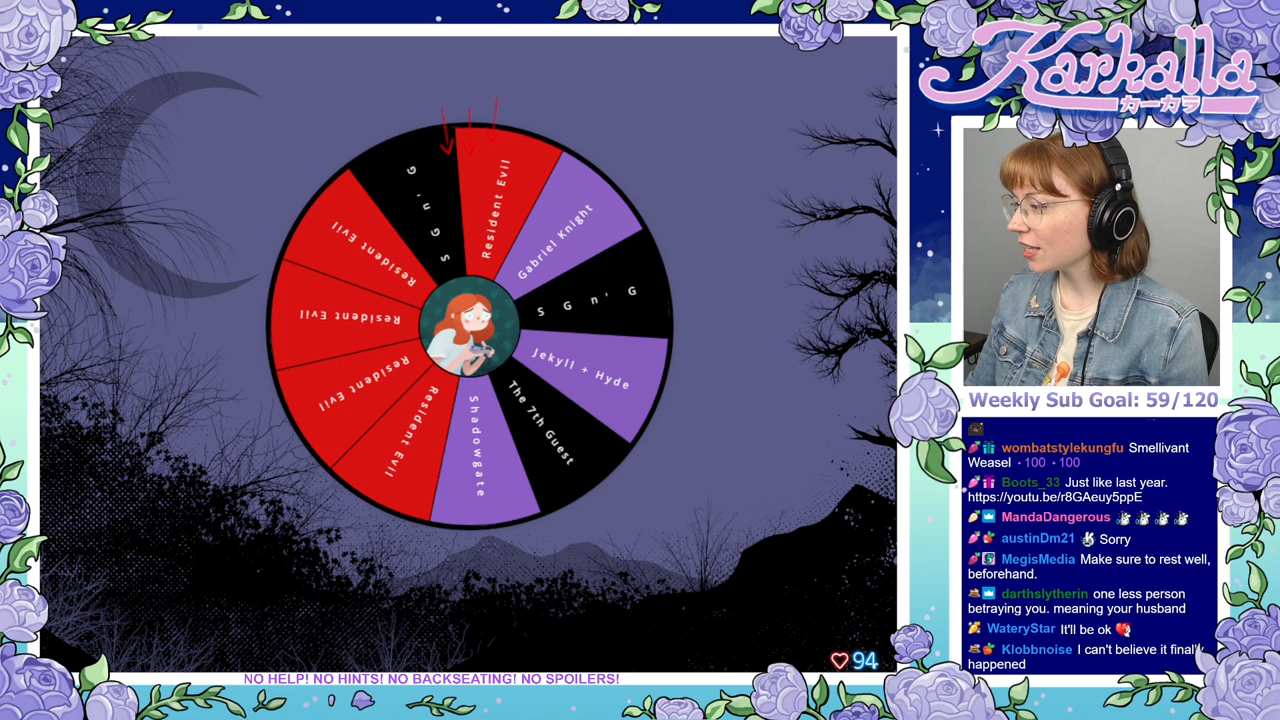 Karkalla
カーカラ
S G n' G
Resident Evil
Gabriel Knight
S G n' G
Jekyll + Hyde
The 7th Guest
Shadowgate
Resident Evil
Resident Evil
Resident Evil
Resident Evil
94
NO HELP! NO HINTS! NO BACKSEATING! NO SPOILERS!
Weekly Sub Goal: 59/120
wombatstylekungfu Smellivant
Weasel · 100 · 100
Boots_33 Just like last year.
https://youtu.be/r8GAeuy5ppE
MandaDangerous
austinDm21 Sorry
MegisMedia Make sure to rest well,
beforehand.
darthslytherin one less person
betraying you. meaning your husband
WateryStar It'll be ok
Klobbnoise I can't believe it finally
happened